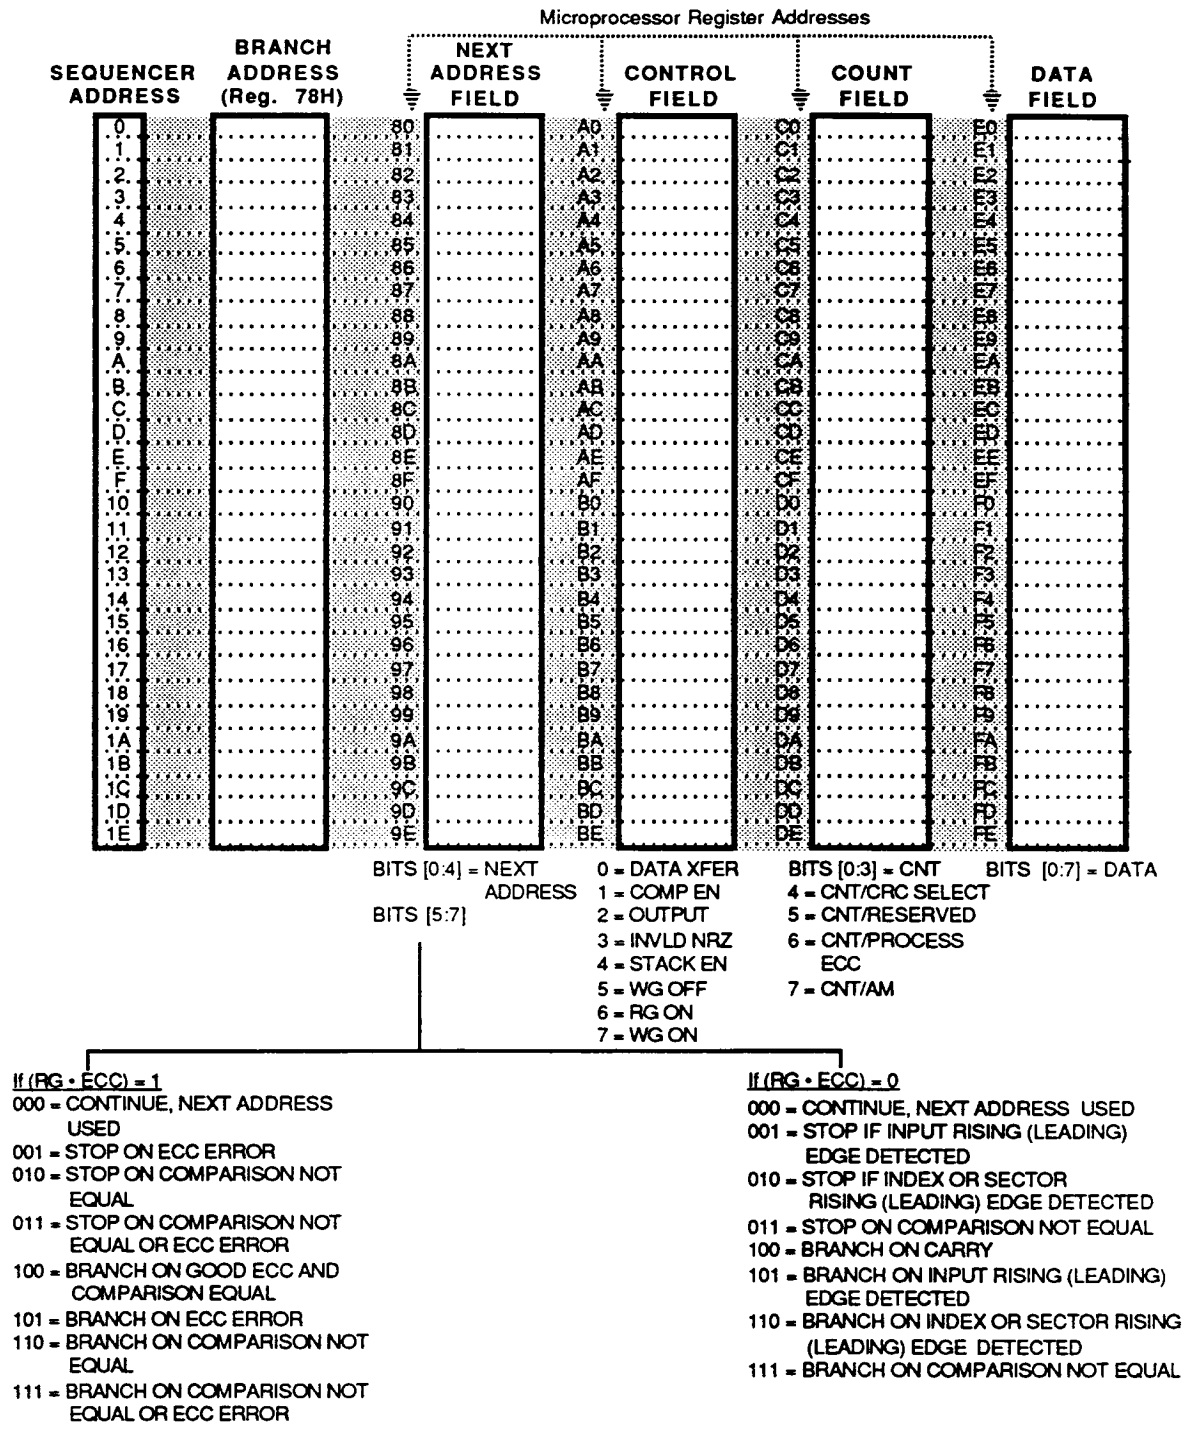 Microprocessor Register Addresses
SEQUENCER ADDRESS
BRANCH ADDRESS (Reg. 78H)
NEXT ADDRESS FIELD
CONTROL FIELD
COUNT FIELD
DATA FIELD
0 80 A0 C0 E0
1 81 A1 C1 E1
2 82 A2 C2 E2
3 83 A3 C3 E3
4 84 A4 C4 E4
5 85 A5 C5 E5
6 86 A6 C6 E6
7 87 A7 C7 E7
8 88 A8 C8 E8
9 89 A9 C9 E9
A 8A AA CA EA
B 8B AB CB EB
C 8C AC CC EC
D 8D AD CD ED
E 8E AE CE EE
F 8F AF CF EF
10 90 B0 D0 F0
11 91 B1 D1 F1
12 92 B2 D2 F2
13 93 B3 D3 F3
14 94 B4 D4 F4
15 95 B5 D5 F5
16 96 B6 D6 F6
17 97 B7 D7 F7
18 98 B8 D8 F8
19 99 B9 D9 F9
1A 9A BA DA FA
1B 9B BB DB FB
1C 9C BC DC FC
1D 9D BD DD FD
1E 9E BE DE FE
BITS [0:4] = NEXT
ADDRESS
BITS [5:7]
0 = DATA XFER
1 = COMP EN
2 = OUTPUT
3 = INVLD NRZ
4 = STACK EN
5 = WG OFF
6 = RG ON
7 = WG ON
BITS [0:3] = CNT
4 = CNT/CRC SELECT
5 = CNT/RESERVED
6 = CNT/PROCESS
ECC
7 = CNT/AM
BITS [0:7] = DATA
If (RG • ECC) = 1
000 = CONTINUE, NEXT ADDRESS
USED
001 = STOP ON ECC ERROR
010 = STOP ON COMPARISON NOT
EQUAL
011 = STOP ON COMPARISON NOT
EQUAL OR ECC ERROR
100 = BRANCH ON GOOD ECC AND
COMPARISON EQUAL
101 = BRANCH ON ECC ERROR
110 = BRANCH ON COMPARISON NOT
EQUAL
111 = BRANCH ON COMPARISON NOT
EQUAL OR ECC ERROR
If (RG • ECC) = 0
000 = CONTINUE, NEXT ADDRESS USED
001 = STOP IF INPUT RISING (LEADING)
EDGE DETECTED
010 = STOP IF INDEX OR SECTOR
RISING (LEADING) EDGE DETECTED
011 = STOP ON COMPARISON NOT EQUAL
100 = BRANCH ON CARRY
101 = BRANCH ON INPUT RISING (LEADING)
EDGE DETECTED
110 = BRANCH ON INDEX OR SECTOR RISING
(LEADING) EDGE DETECTED
111 = BRANCH ON COMPARISON NOT EQUAL